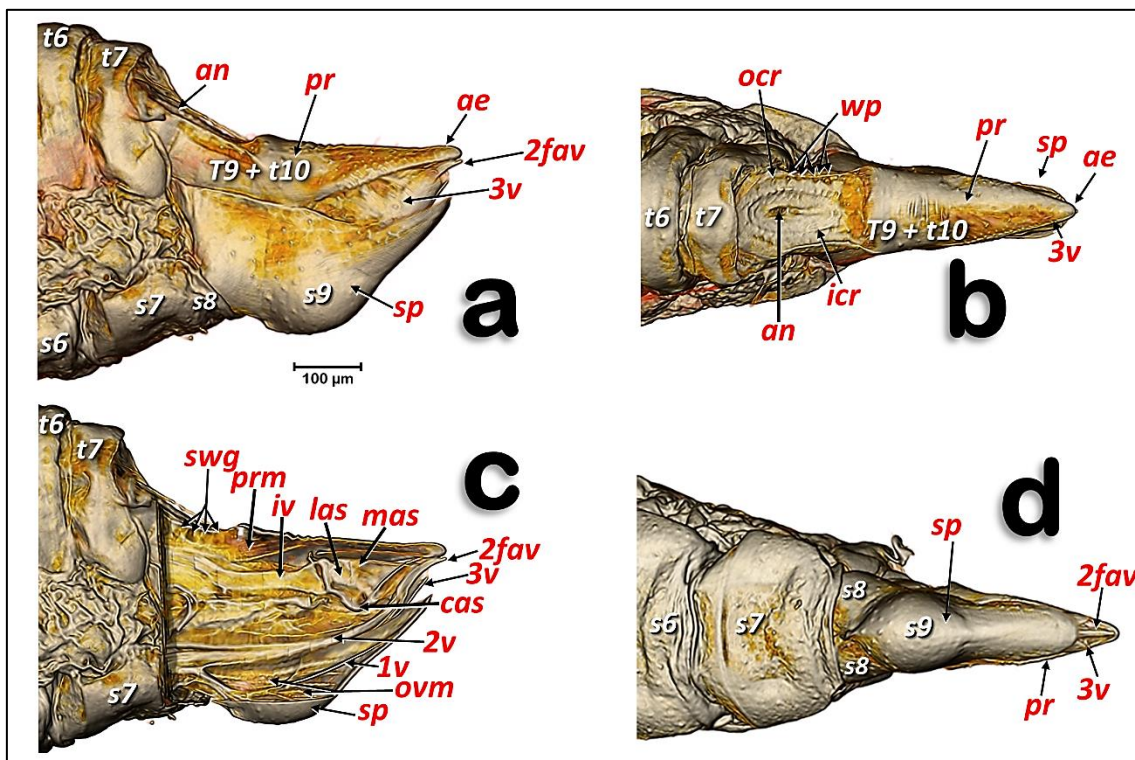 t6
t7
an
pr
ae
2fav
3v
T9 + t10
s9
sp
s8
s7
s6
a
100 µm
ocr
wp
pr
sp
ae
t6
t7
T9 + t10
3v
icr
an
b
t6
t7
swg
prm
iv
las
mas
2fav
3v
cas
2v
1v
ovm
sp
s7
c
sp
2fav
s8
s6
s7
s9
s8
3v
pr
d